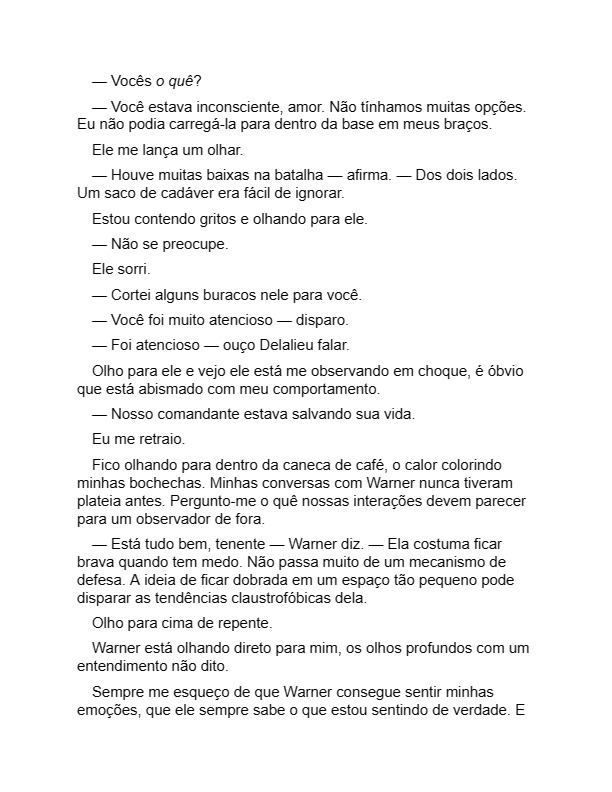 — Vocês o quê?
— Você estava inconsciente, amor. Não tínhamos muitas opções.
Eu não podia carregá-la para dentro da base em meus braços.
Ele me lança um olhar.
— Houve muitas baixas na batalha — afirma. — Dos dois lados.
Um saco de cadáver era fácil de ignorar.
Estou contendo gritos e olhando para ele.
— Não se preocupe.
Ele sorri.
— Cortei alguns buracos nele para você.
— Você foi muito atencioso — disparo.
— Foi atencioso — ouço Delalieu falar.
Olho para ele e vejo ele está me observando em choque, é óbvio
que está abismado com meu comportamento.
— Nosso comandante estava salvando sua vida.
Eu me retraio.
Fico olhando para dentro da caneca de café, o calor colorindo
minhas bochechas. Minhas conversas com Warner nunca tiveram
plateia antes. Pergunto-me o quê nossas interações devem parecer
para um observador de fora.
— Está tudo bem, tenente — Warner diz. — Ela costuma ficar
brava quando tem medo. Não passa muito de um mecanismo de
defesa. A ideia de ficar dobrada em um espaço tão pequeno pode
disparar as tendências claustrofóbicas dela.
Olho para cima de repente.
Warner está olhando direto para mim, os olhos profundos com um
entendimento não dito.
Sempre me esqueço de que Warner consegue sentir minhas
emoções, que ele sempre sabe o que estou sentindo de verdade. E